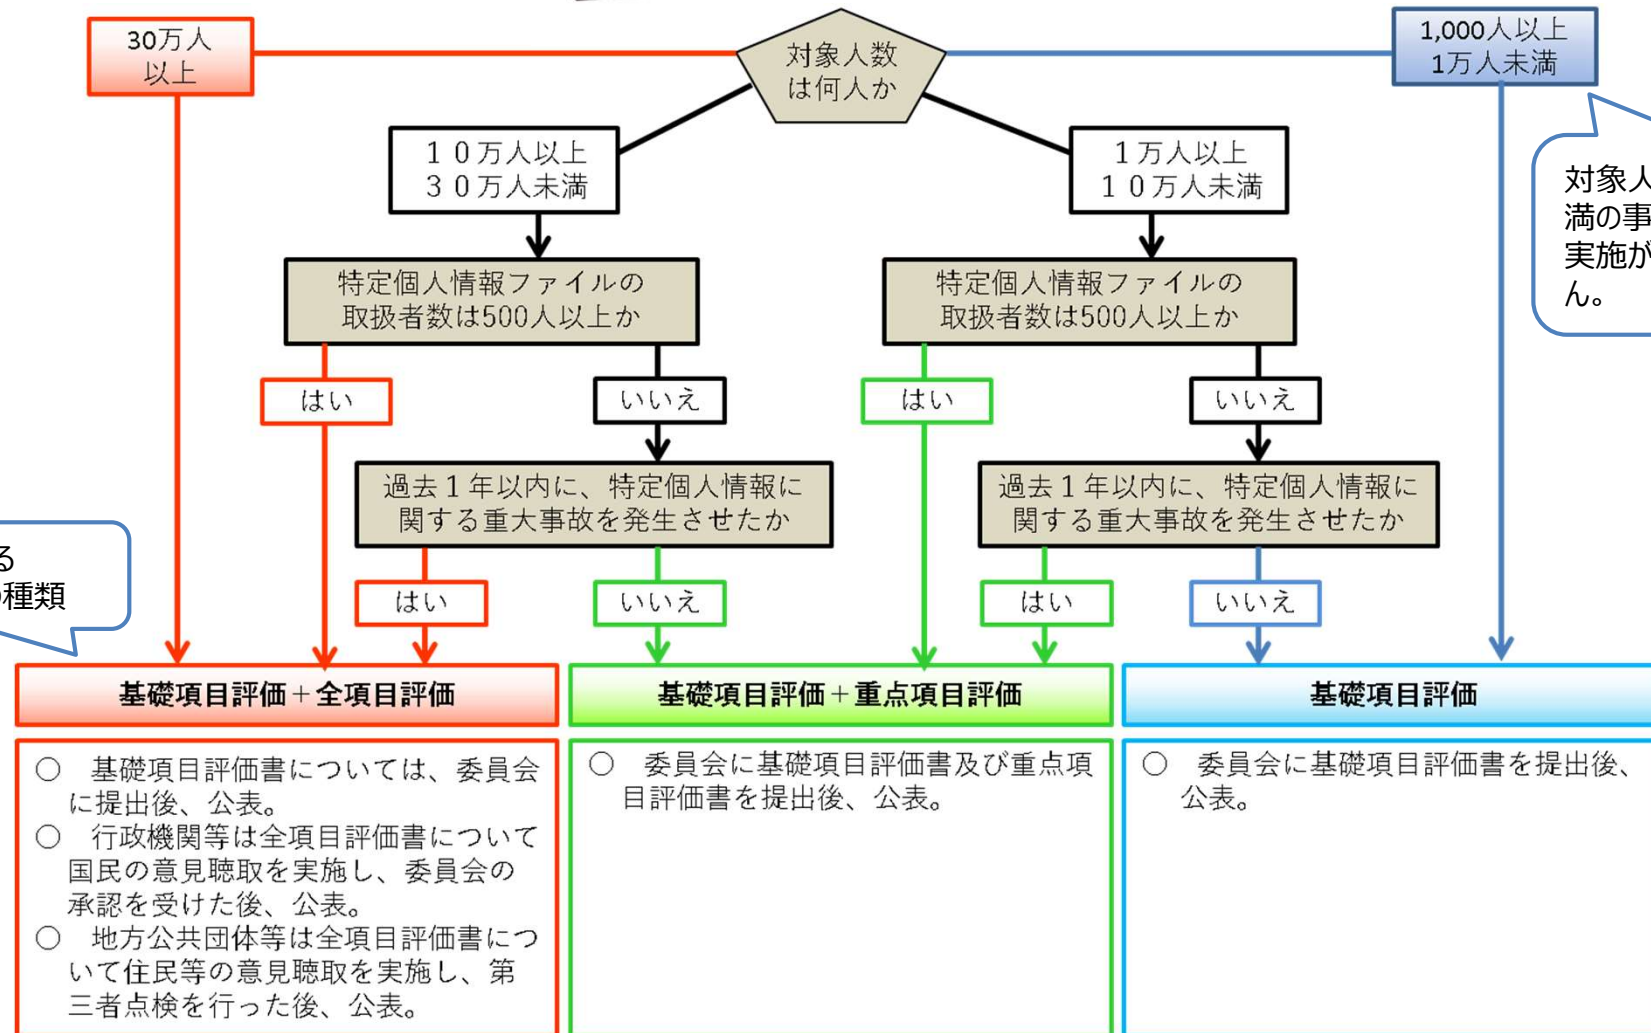 30万人
以上
対象人数
は何人か
1,000人以上
1万人未満
１０万人以上
３０万人未満
1万人以上
１０万人未満
対象人
満の事
実施が
ん。
特定個人情報ファイルの
取扱者数は500人以上か
特定個人情報ファイルの
取扱者数は500人以上か
はい
いいえ
はい
いいえ
過去１年以内に、特定個人情報に
関する重大事故を発生させたか
過去１年以内に、特定個人情報に
関する重大事故を発生させたか
る
種類
はい
いいえ
はい
いいえ
基礎項目評価＋全項目評価
基礎項目評価＋重点項目評価
基礎項目評価
○　基礎項目評価書については、委員会
に提出後、公表。
○　行政機関等は全項目評価書について
国民の意見聴取を実施し、委員会の
承認を受けた後、公表。
○　地方公共団体等は全項目評価書につ
いて住民等の意見聴取を実施し、第
三者点検を行った後、公表。
○　委員会に基礎項目評価書及び重点項
目評価書を提出後、公表。
○　委員会に基礎項目評価書を提出後、
公表。